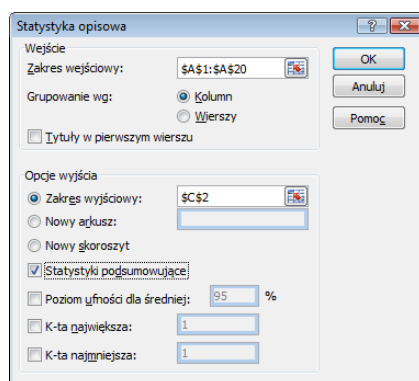 Statystyka opisowa
Wejście
Zakres wejściowy: $A$1:$A$20
OK
Anuluj
Grupowanie wg: Kolumn
Wierszy
Pomoc
Tytuły w pierwszym wierszu
Opcje wyjścia
Zakres wyjściowy: $C$2
Nowy arkusz:
Nowy skoroszyt
Statystyki podsumowujące
Poziom ufności dla średniej: 95 %
K-ta największa: 1
K-ta najmniejsza: 1